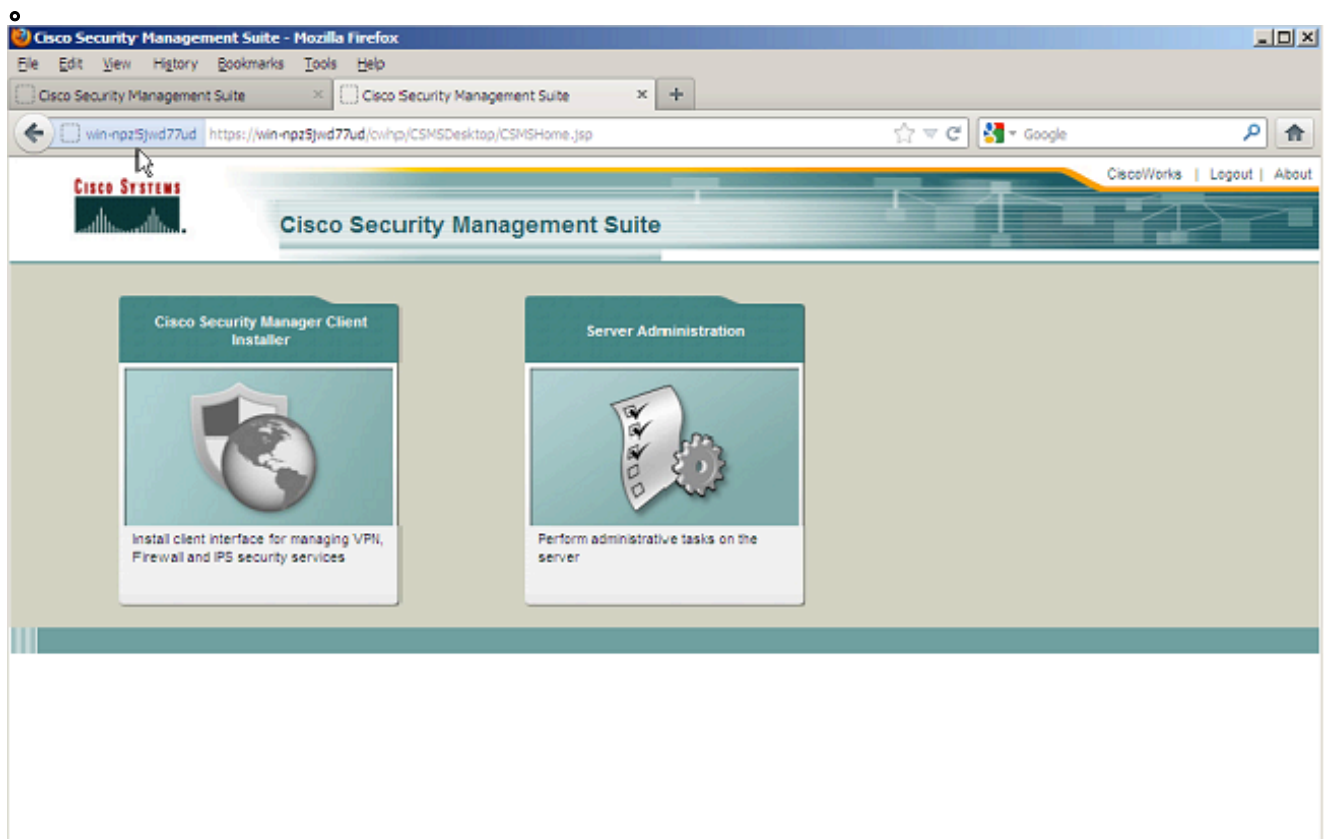 Cisco Security Management Suite - Mozilla Firefox
File Edit View History Bookmarks Tools Help
Cisco Security Management Suite × Cisco Security Management Suite × +
win-npz5jwd77ud https://win-npz5jwd77ud/cwhp/CSMSDesktop/CSMSHome.jsp Google
CiscoWorks | Logout | About
CISCO SYSTEMS
Cisco Security Management Suite
Cisco Security Manager Client
Installer
Install client interface for managing VPN,
Firewall and IPS security services
Server Administration
Perform administrative tasks on the
server